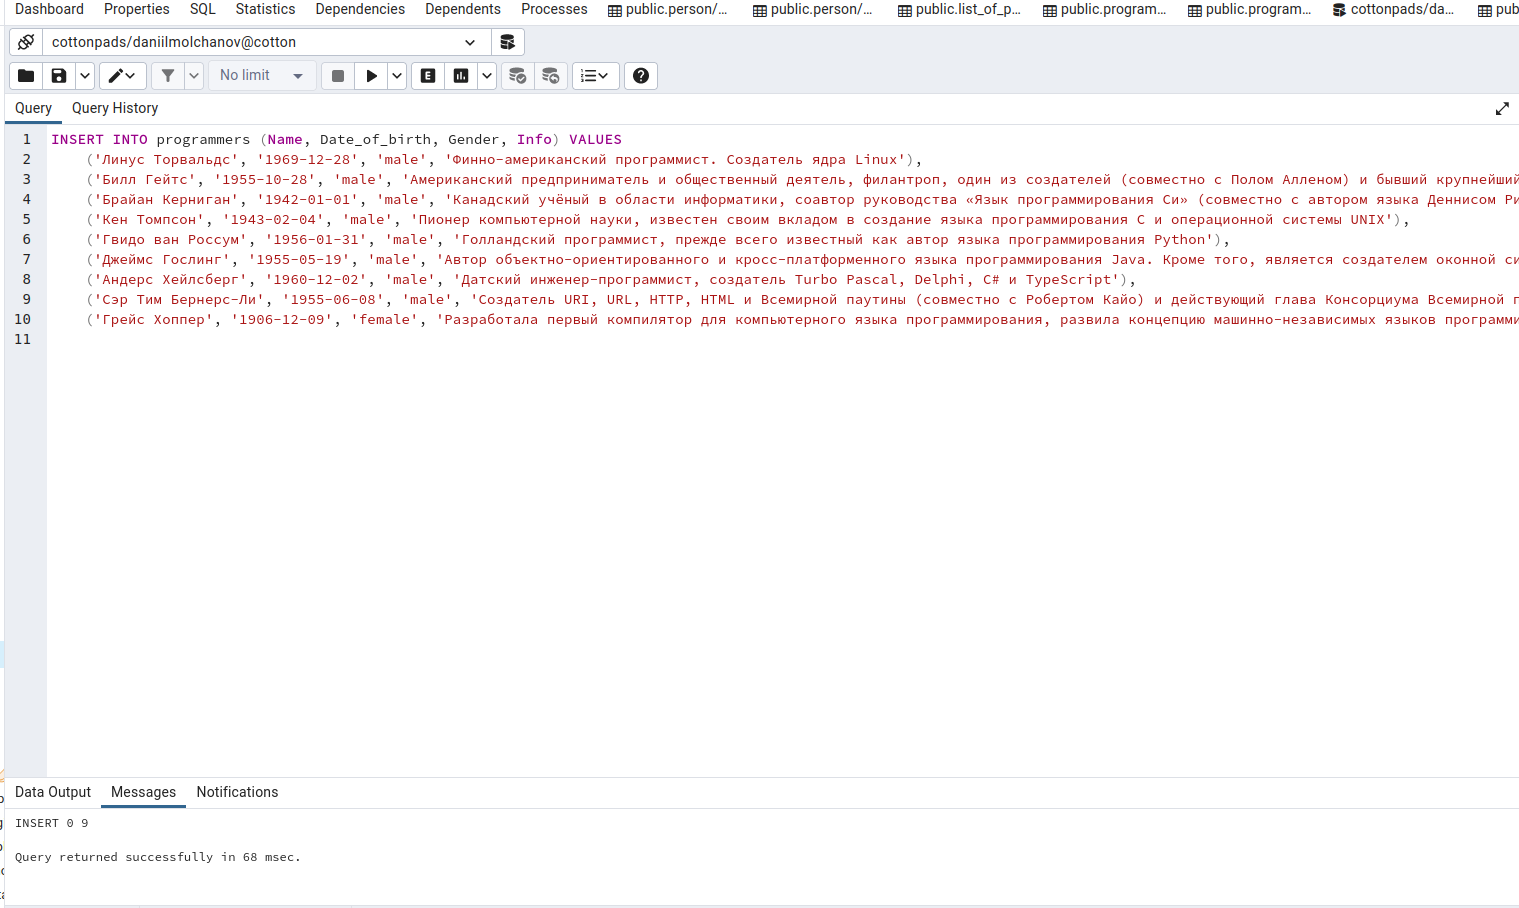 Dashboard Properties SQL Statistics Dependencies Dependents Processes public.person/... public.person/... public.list_of_p... public.program... public.program... cottonpads/da... pub
cottonpads/daniilmolchanov@cotton
No limit E
Query Query History
1 INSERT INTO programmers (Name, Date_of_birth, Gender, Info) VALUES
2 ('Линус Торвальдс', '1969-12-28', 'male', 'Финно-американский программист. Создатель ядра Linux'),
3 ('Билл Гейтс', '1955-10-28', 'male', 'Американский предприниматель и общественный деятель, филантроп, один из создателей (совместно с Полом Алленом) и бывший крупнейший
4 ('Брайан Керниган', '1942-01-01', 'male', 'Канадский учёный в области информатики, соавтор руководства «Язык программирования Си» (совместно с автором языка Деннисом Ри
5 ('Кен Томпсон', '1943-02-04', 'male', 'Пионер компьютерной науки, известен своим вкладом в создание языка программирования C и операционной системы UNIX'),
6 ('Гвидо ван Россум', '1956-01-31', 'male', 'Голландский программист, прежде всего известный как автор языка программирования Python'),
7 ('Джеймс Гослинг', '1955-05-19', 'male', 'Автор объектно-ориентированного и кросс-платформенного языка программирования Java. Кроме того, является создателем оконной си
8 ('Андерс Хейлсберг', '1960-12-02', 'male', 'Датский инженер-программист, создатель Turbo Pascal, Delphi, C# и TypeScript'),
9 ('Сэр Тим Бернерс-Ли', '1955-06-08', 'male', 'Создатель URI, URL, HTTP, HTML и Всемирной паутины (совместно с Робертом Кайо) и действующий глава Консорциума Всемирной п
10 ('Грейс Хоппер', '1906-12-09', 'female', 'Разработала первый компилятор для компьютерного языка программирования, развила концепцию машинно-независимых языков программи
11
Data Output Messages Notifications
INSERT 0 9
Query returned successfully in 68 msec.